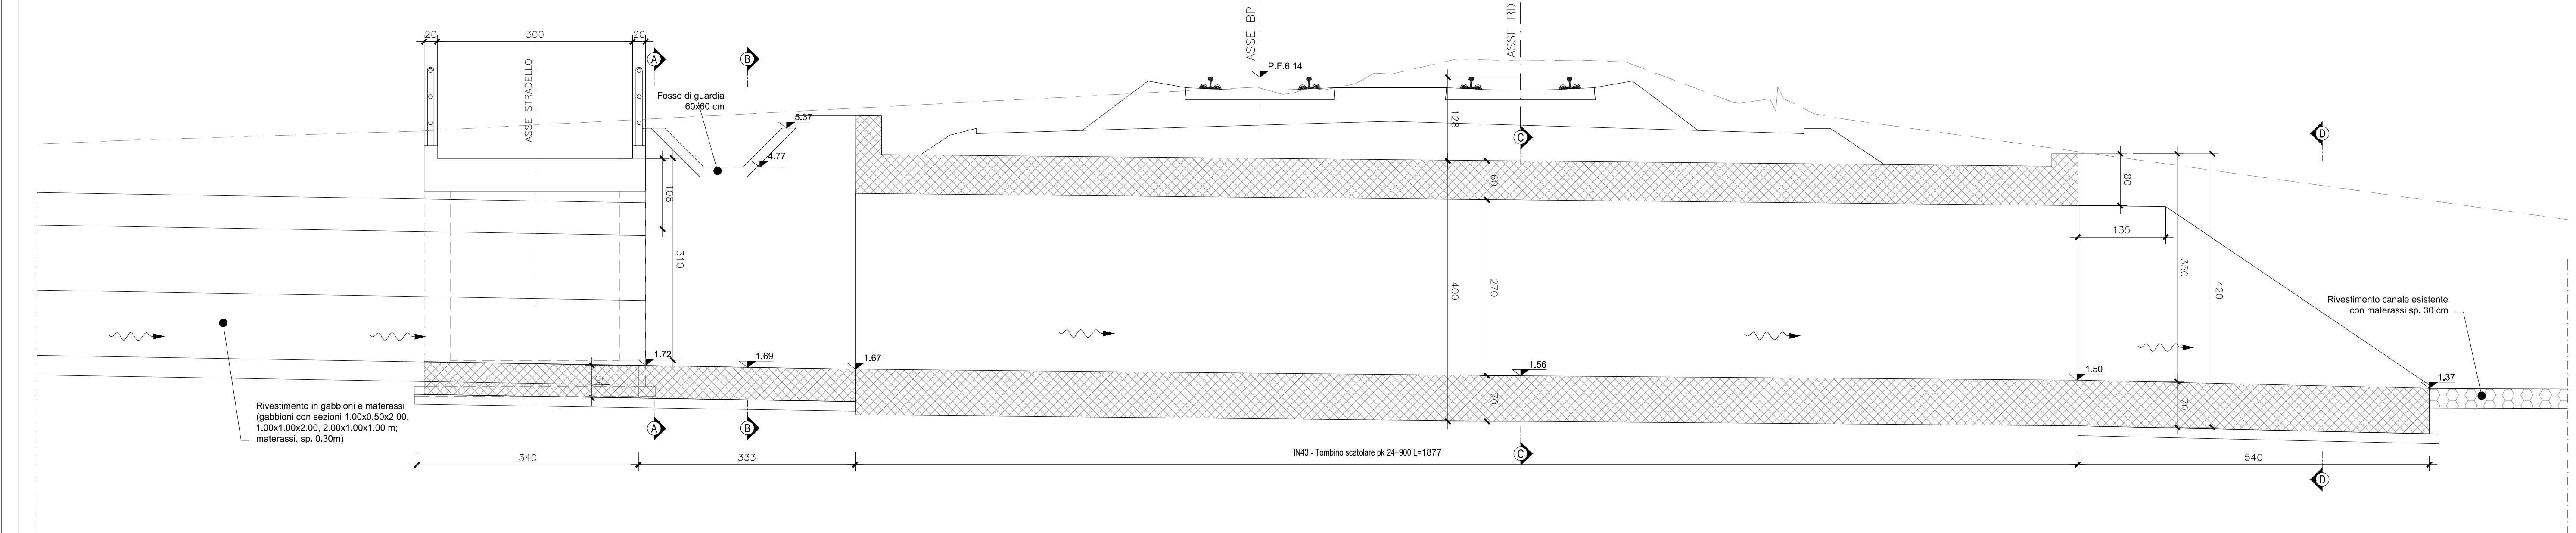 20
300
20
ASSE STRADELLO
A
B
Fosso di guardia
60x60 cm
5.37
4.77
108
310
ASSE BP
P.F.6.14
ASSE BD
128
C
60
400
270
70
D
80
135
350
420
70
Rivestimento canale esistente
con materassi sp. 30 cm
1.72
1.69
1.67
1.56
1.50
1.37
50
Rivestimento in gabbioni e materassi
(gabbioni con sezioni 1.00x0.50x2.00,
1.00x1.00x2.00, 2.00x1.00x1.00 m;
materassi, sp. 0.30m)
A
B
C
D
340
333
IN43 - Tombino scatolare pk 24+900 L=1877
540